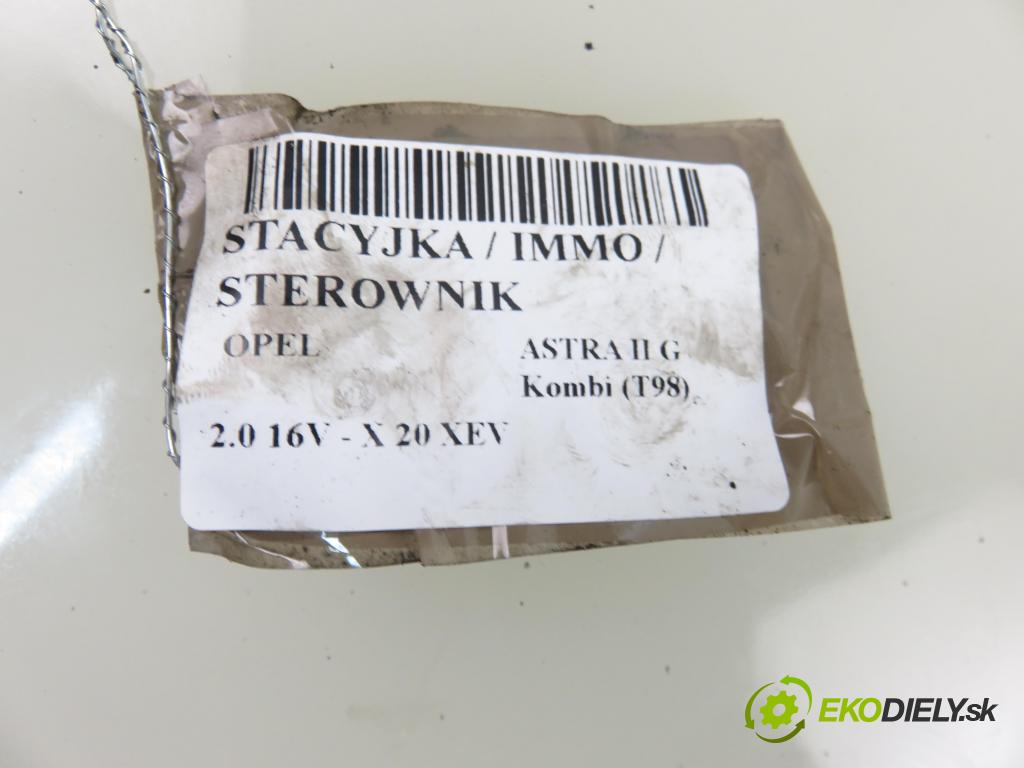 STACYJKA / IMMO /
STEROWNIK
OPEL ASTRA II G
Kombi (T98)
2.0 16V - X 20 XEV
EKODIELY.sk